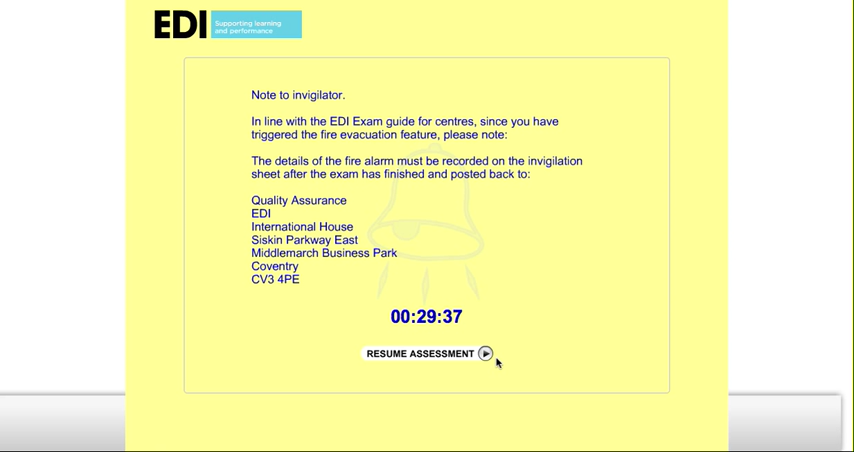 EDI
Supporting learning
and performance
Note to invigilator.
In line with the EDI Exam guide for centres, since you have
triggered the fire evacuation feature, please note:
The details of the fire alarm must be recorded on the invigilation
sheet after the exam has finished and posted back to:
Quality Assurance
EDI
International House
Siskin Parkway East
Middlemarch Business Park
Coventry
CV3 4PE
00:29:37
RESUME ASSESSMENT